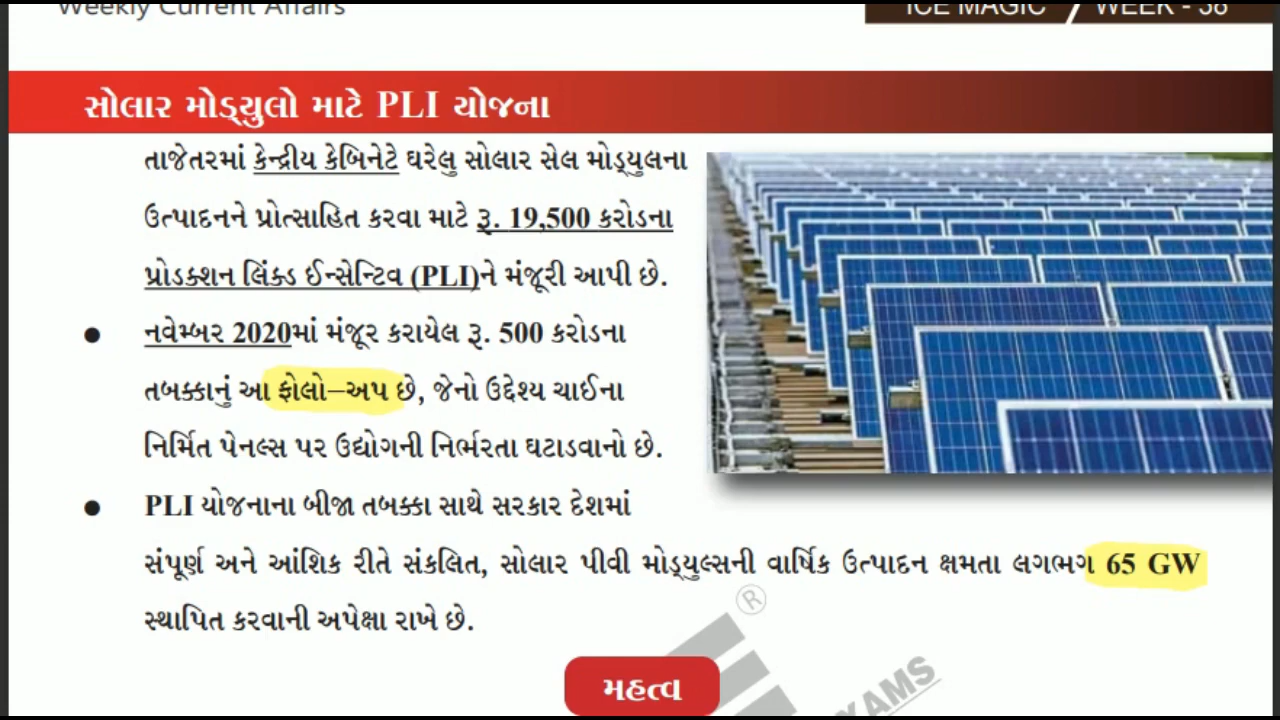 Weekly Current Affairs
ICE MAGIC / WEEK - 38
સોલાર મોડ્યુલો માટે PLI યોજના
તાજેતરમાં કેન્દ્રીય કેબિનેટે ઘરેલુ સોલાર સેલ મોડ્યુલના
ઉત્પાદનને પ્રોત્સાહિત કરવા માટે રૂ. 19,500 કરોડના
પ્રોડક્શન લિંક્ડ ઈન્સેન્ટિવ (PLI)ને મંજૂરી આપી છે.
● નવેમ્બર 2020માં મંજૂર કરાયેલ રૂ. 500 કરોડના
તબક્કાનું આ ફોલો–અપ છે, જેનો ઉદ્દેશ્ય ચાઈના
નિર્મિત પેનલ્સ પર ઉદ્યોગની નિર્ભરતા ઘટાડવાનો છે.
● PLI યોજનાના બીજા તબક્કા સાથે સરકાર દેશમાં
સંપૂર્ણ અને આંશિક રીતે સંકલિત, સોલાર પીવી મોડ્યુલ્સની વાર્ષિક ઉત્પાદન ક્ષમતા લગભગ 65 GW
સ્થાપિત કરવાની અપેક્ષા રાખે છે.
®
મહત્વ